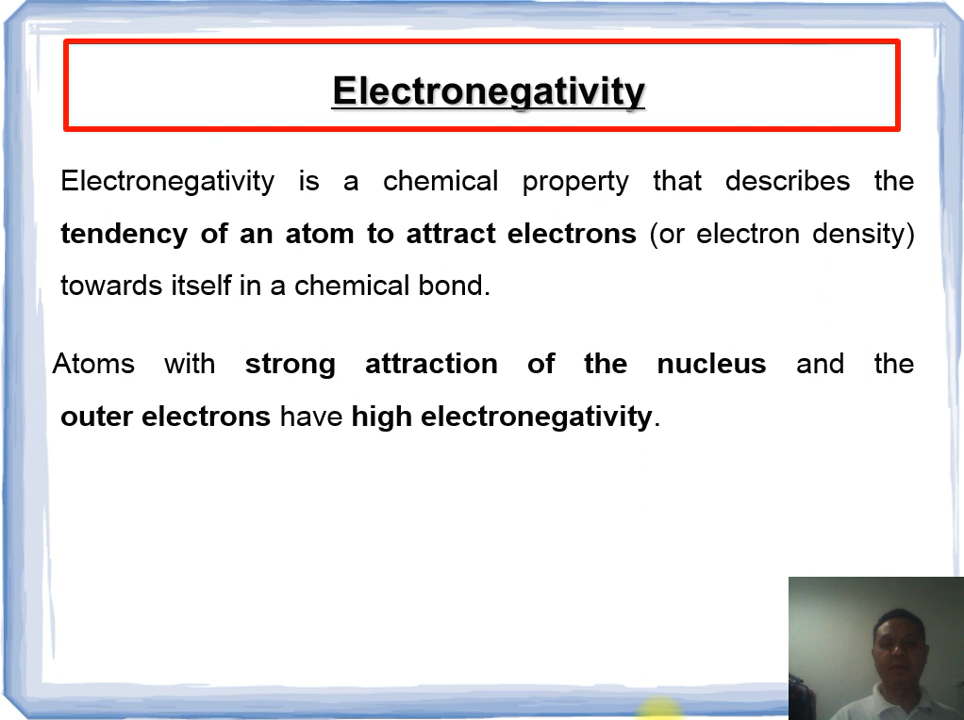 Electronegativity
Electronegativity is a chemical property that describes the
tendency of an atom to attract electrons (or electron density)
towards itself in a chemical bond.
Atoms with strong attraction of the nucleus and the
outer electrons have high electronegativity.